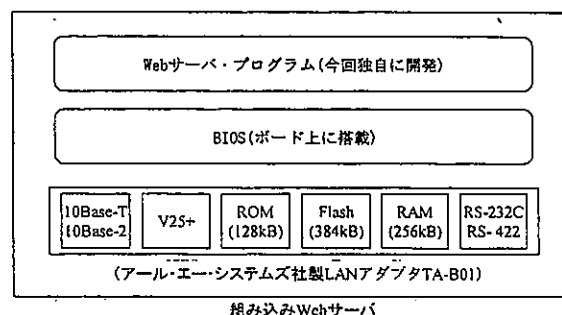 Webサーバ・プログラム(今回独自に開発)
BIOS(ボード上に搭載)
10Base-T
10Base-2
V25+
ROM
(128kB)
Flash
(384kB)
RAM
(256kB)
RS-232C
RS-422
(アール・エー・システムズ社製LANアダプタTA-B01)
組み込みWebサーバ